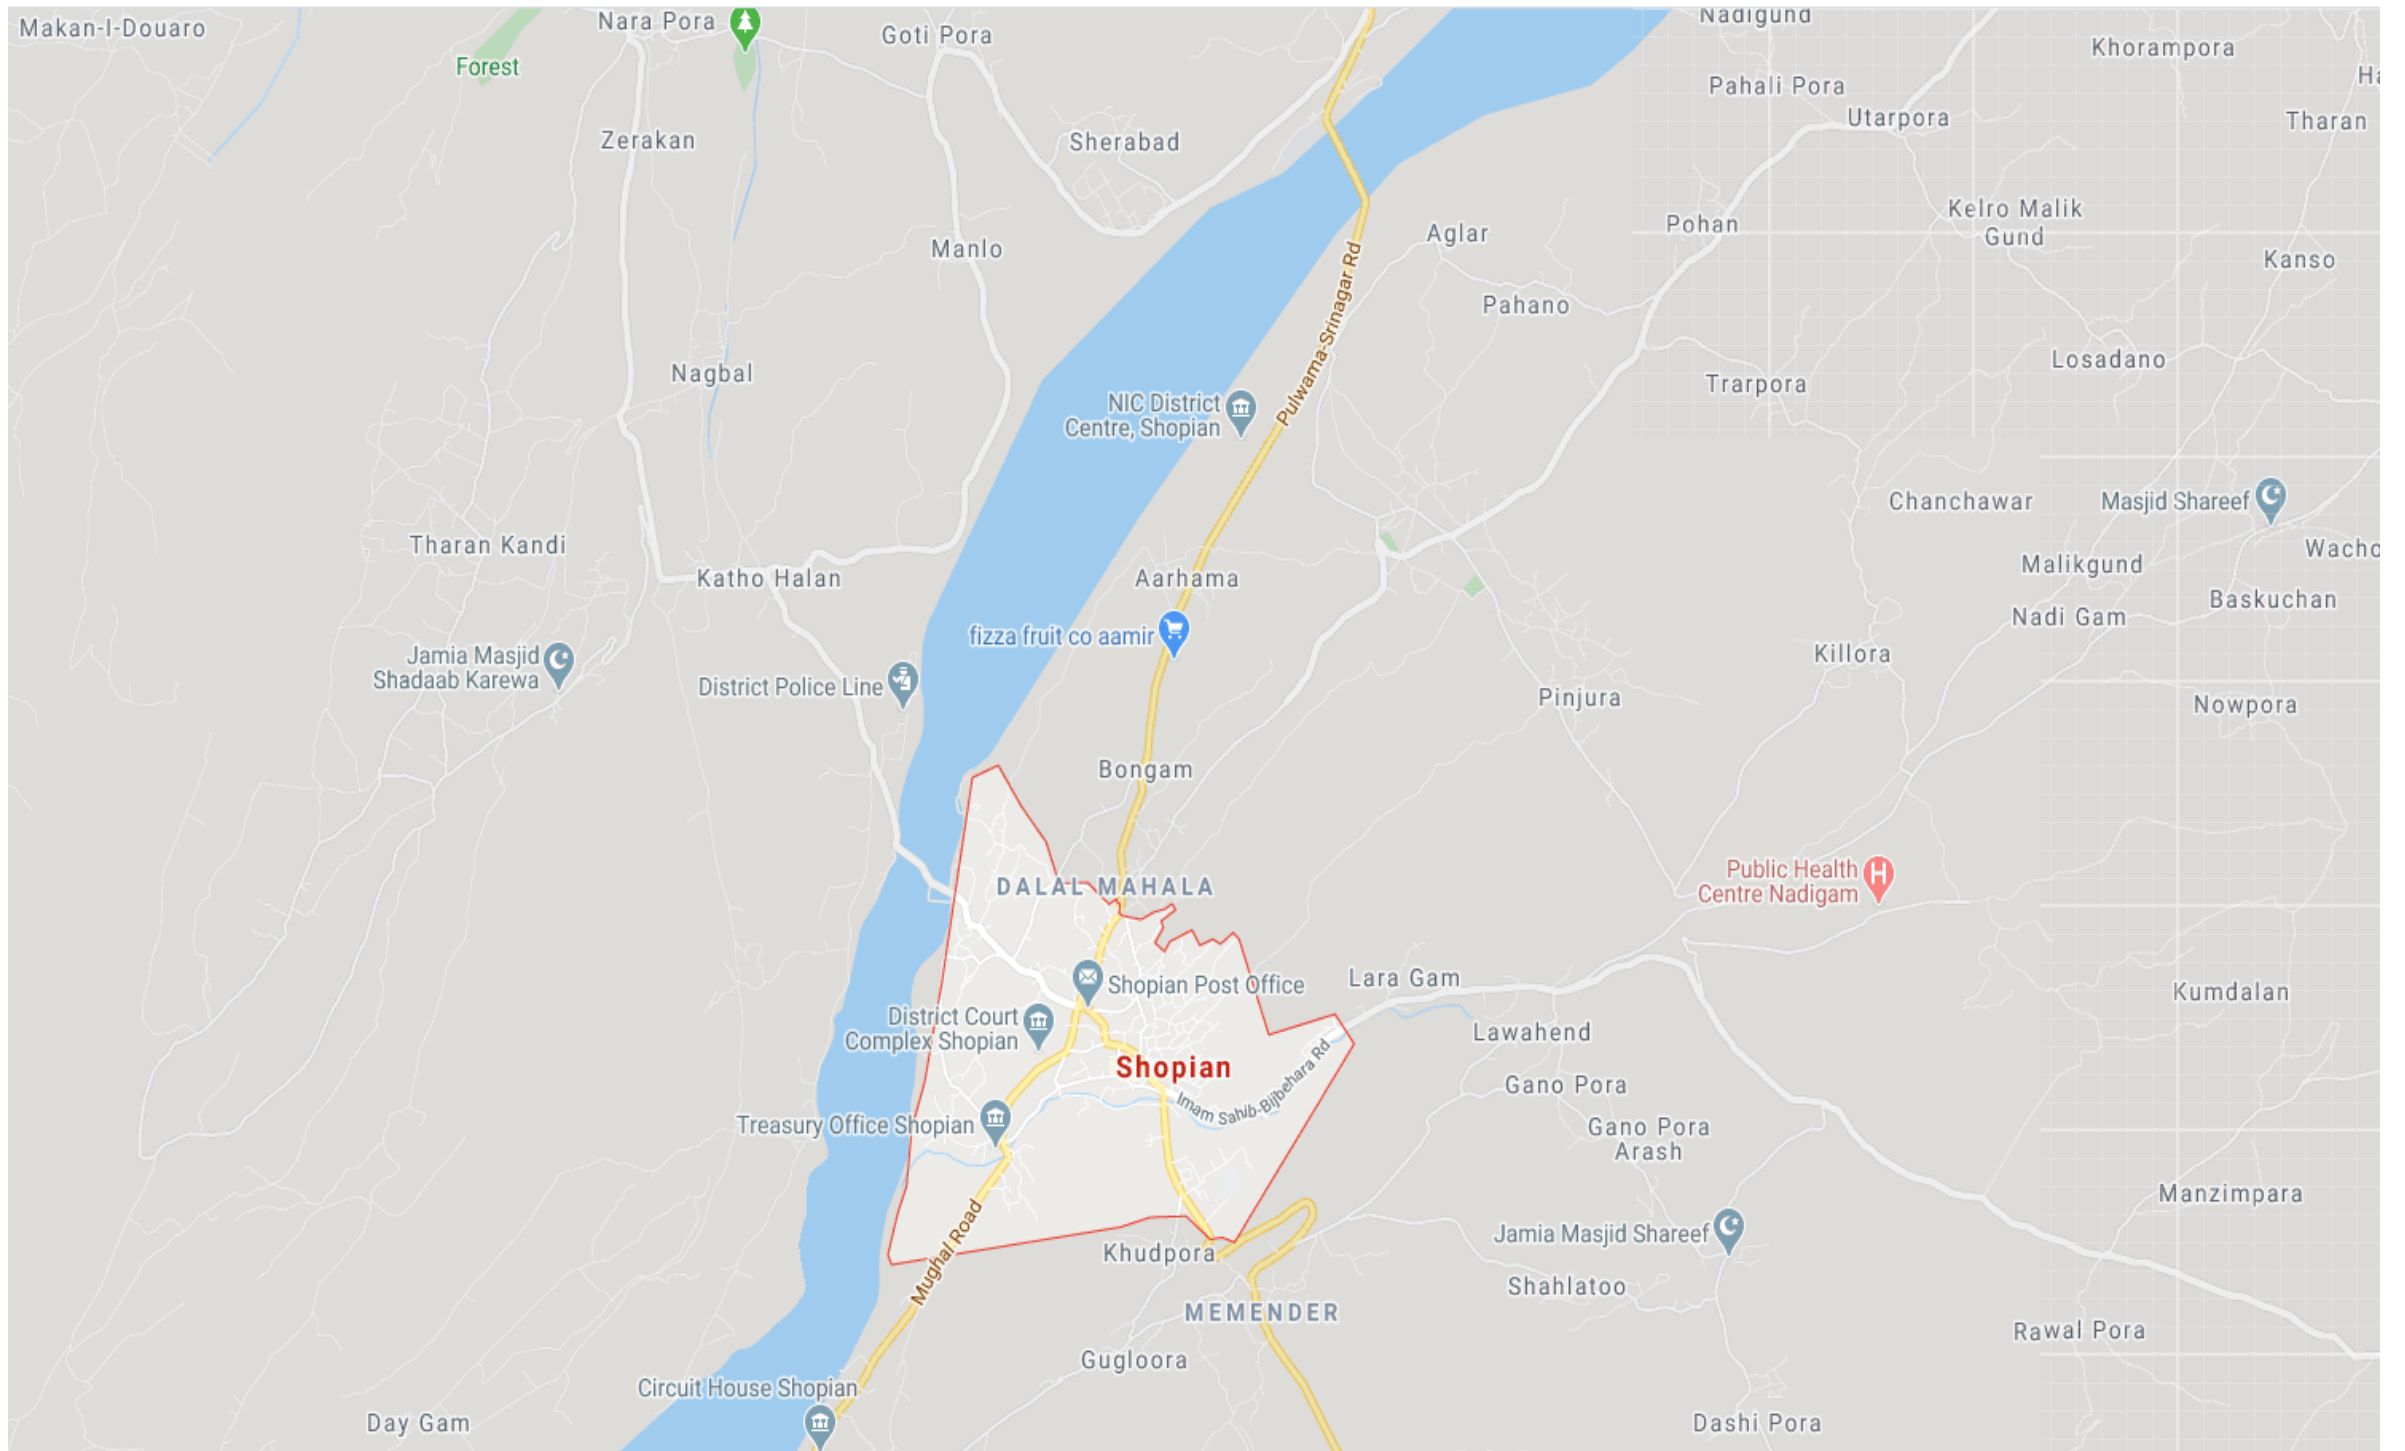 Makan-I-Douaro
Nara Pora
Goti Pora
Nadigund
Khorampora
Forest
Pahali Pora
Utarpora
Tharan
Zerakan
Sherabad
Kelro Malik
Gund
Pohan
Aglar
Manlo
Kanso
Pahano
Pulwama-Srinagar Rd
Losadano
Nagbal
Trarpora
NIC District
Centre, Shopian
Chanchawar
Masjid Shareef
Tharan Kandi
Wacho
Katho Halan
Aarhama
Malikgund
Baskuchan
Nadi Gam
fizza fruit co aamir
Killora
Jamia Masjid
Shadaab Karewa
District Police Line
Pinjura
Nowpora
Bongam
Public Health
Centre Nadigam
DALAL MAHALA
Lara Gam
Shopian Post Office
Kumdalan
District Court
Complex Shopian
Lawahend
Shopian
Imam Sahib-Bijbehara Rd
Gano Pora
Treasury Office Shopian
Gano Pora
Arash
Manzimpara
Mughal Road
Jamia Masjid Shareef
Khudpora
Shahlatoo
MEMENDER
Rawal Pora
Gugloora
Circuit House Shopian
Day Gam
Dashi Pora